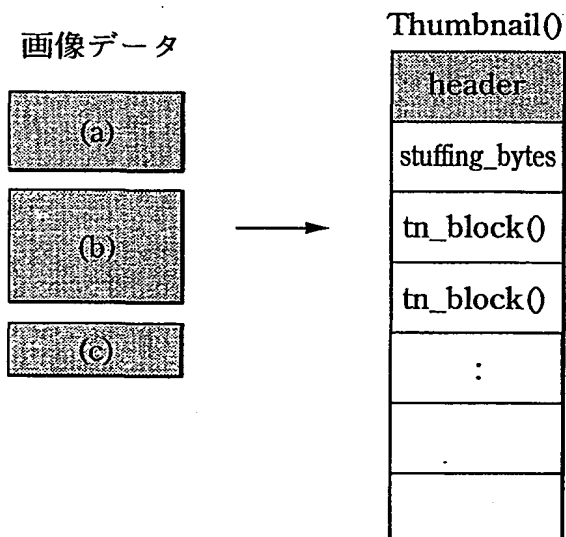 画像データ
(a)
(b)
(c)
Thumbnail()
header
stuffing_bytes
tn_block()
tn_block()
: